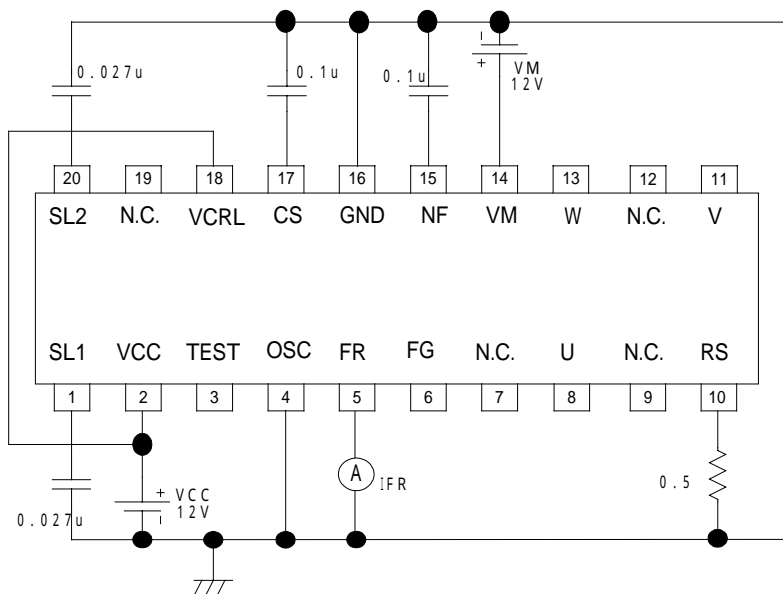 0.027u
0.1u
0.1u
-
+
VM
12V
20 19 18 17 16 15 14 13 12 11
SL2 N.C. VCRL CS GND NF VM W N.C. V
SL1 VCC TEST OSC FR FG N.C. U N.C. RS
1 2 3 4 5 6 7 8 9 10
0.027u
+
-
VCC
12V
A
IFR
0.5